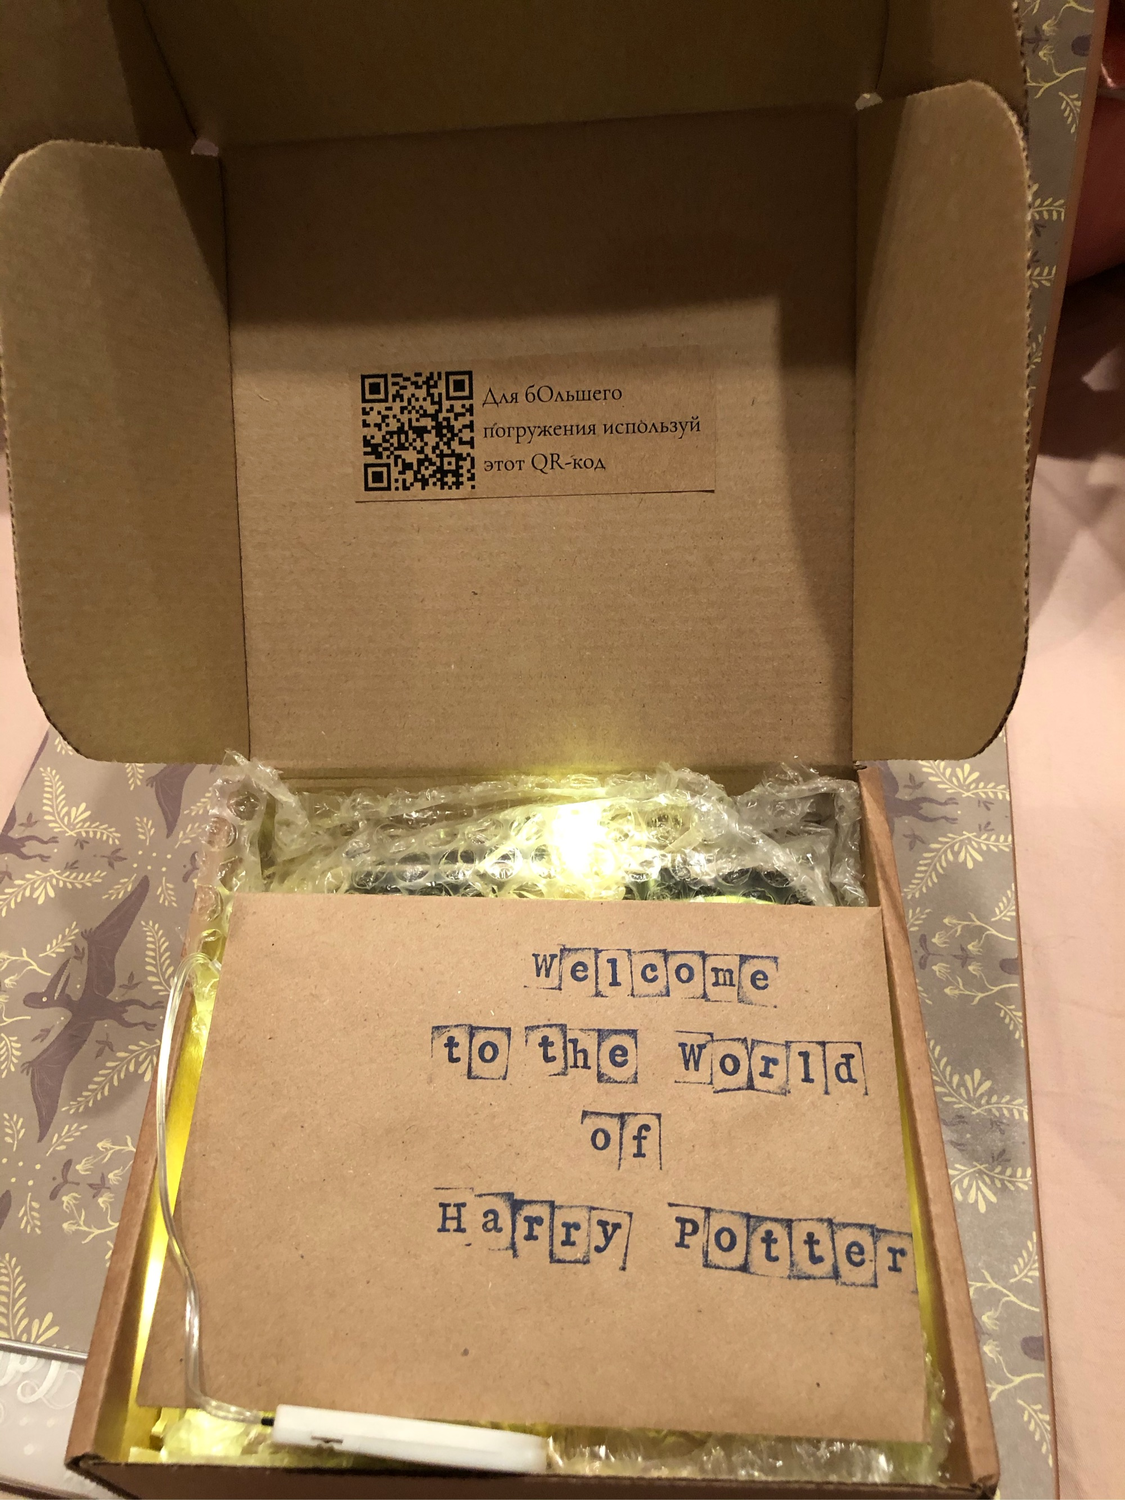 Для бОльшего
погружения используй
этот QR-код
Welcome
to the World
of
Harry Potter